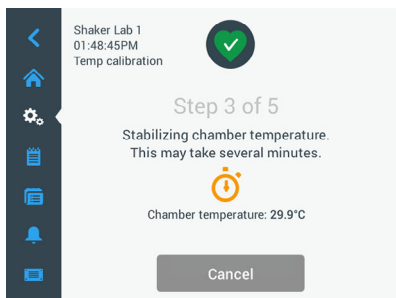 Shaker Lab 1
01:48:45PM
Temp calibration
Step 3 of 5
Stabilizing chamber temperature.
This may take several minutes.
Chamber temperature: 29.9°C
Cancel